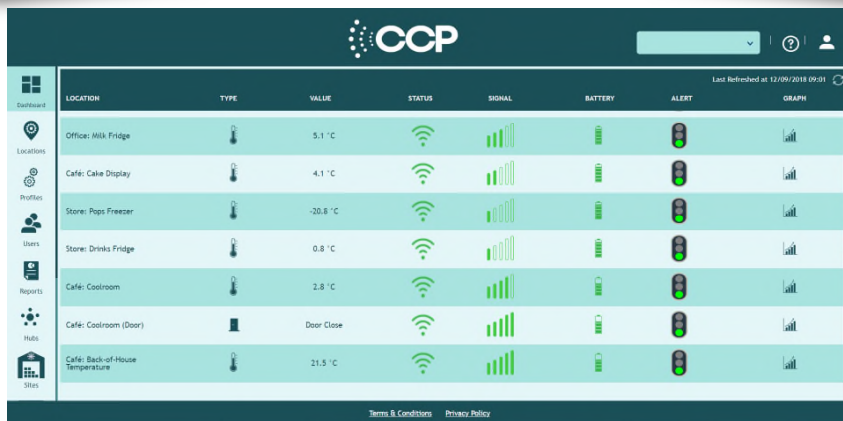 CCP
Last Refreshed at 12/09/2018 09:01
LOCATION TYPE VALUE STATUS SIGNAL BATTERY ALERT GRAPH
Dashboard
Locations
Profiles
Users
Reports
Hubs
Sites
Office: Milk Fridge 5.1 °C
Café: Cake Display 4.1 °C
Store: Pops Freezer -20.8 °C
Store: Drinks Fridge 0.8 °C
Café: Coolroom 2.8 °C
Café: Coolroom (Door) Door Close
Café: Back-of-House
Temperature 21.5 °C
Terms & Conditions Privacy Policy